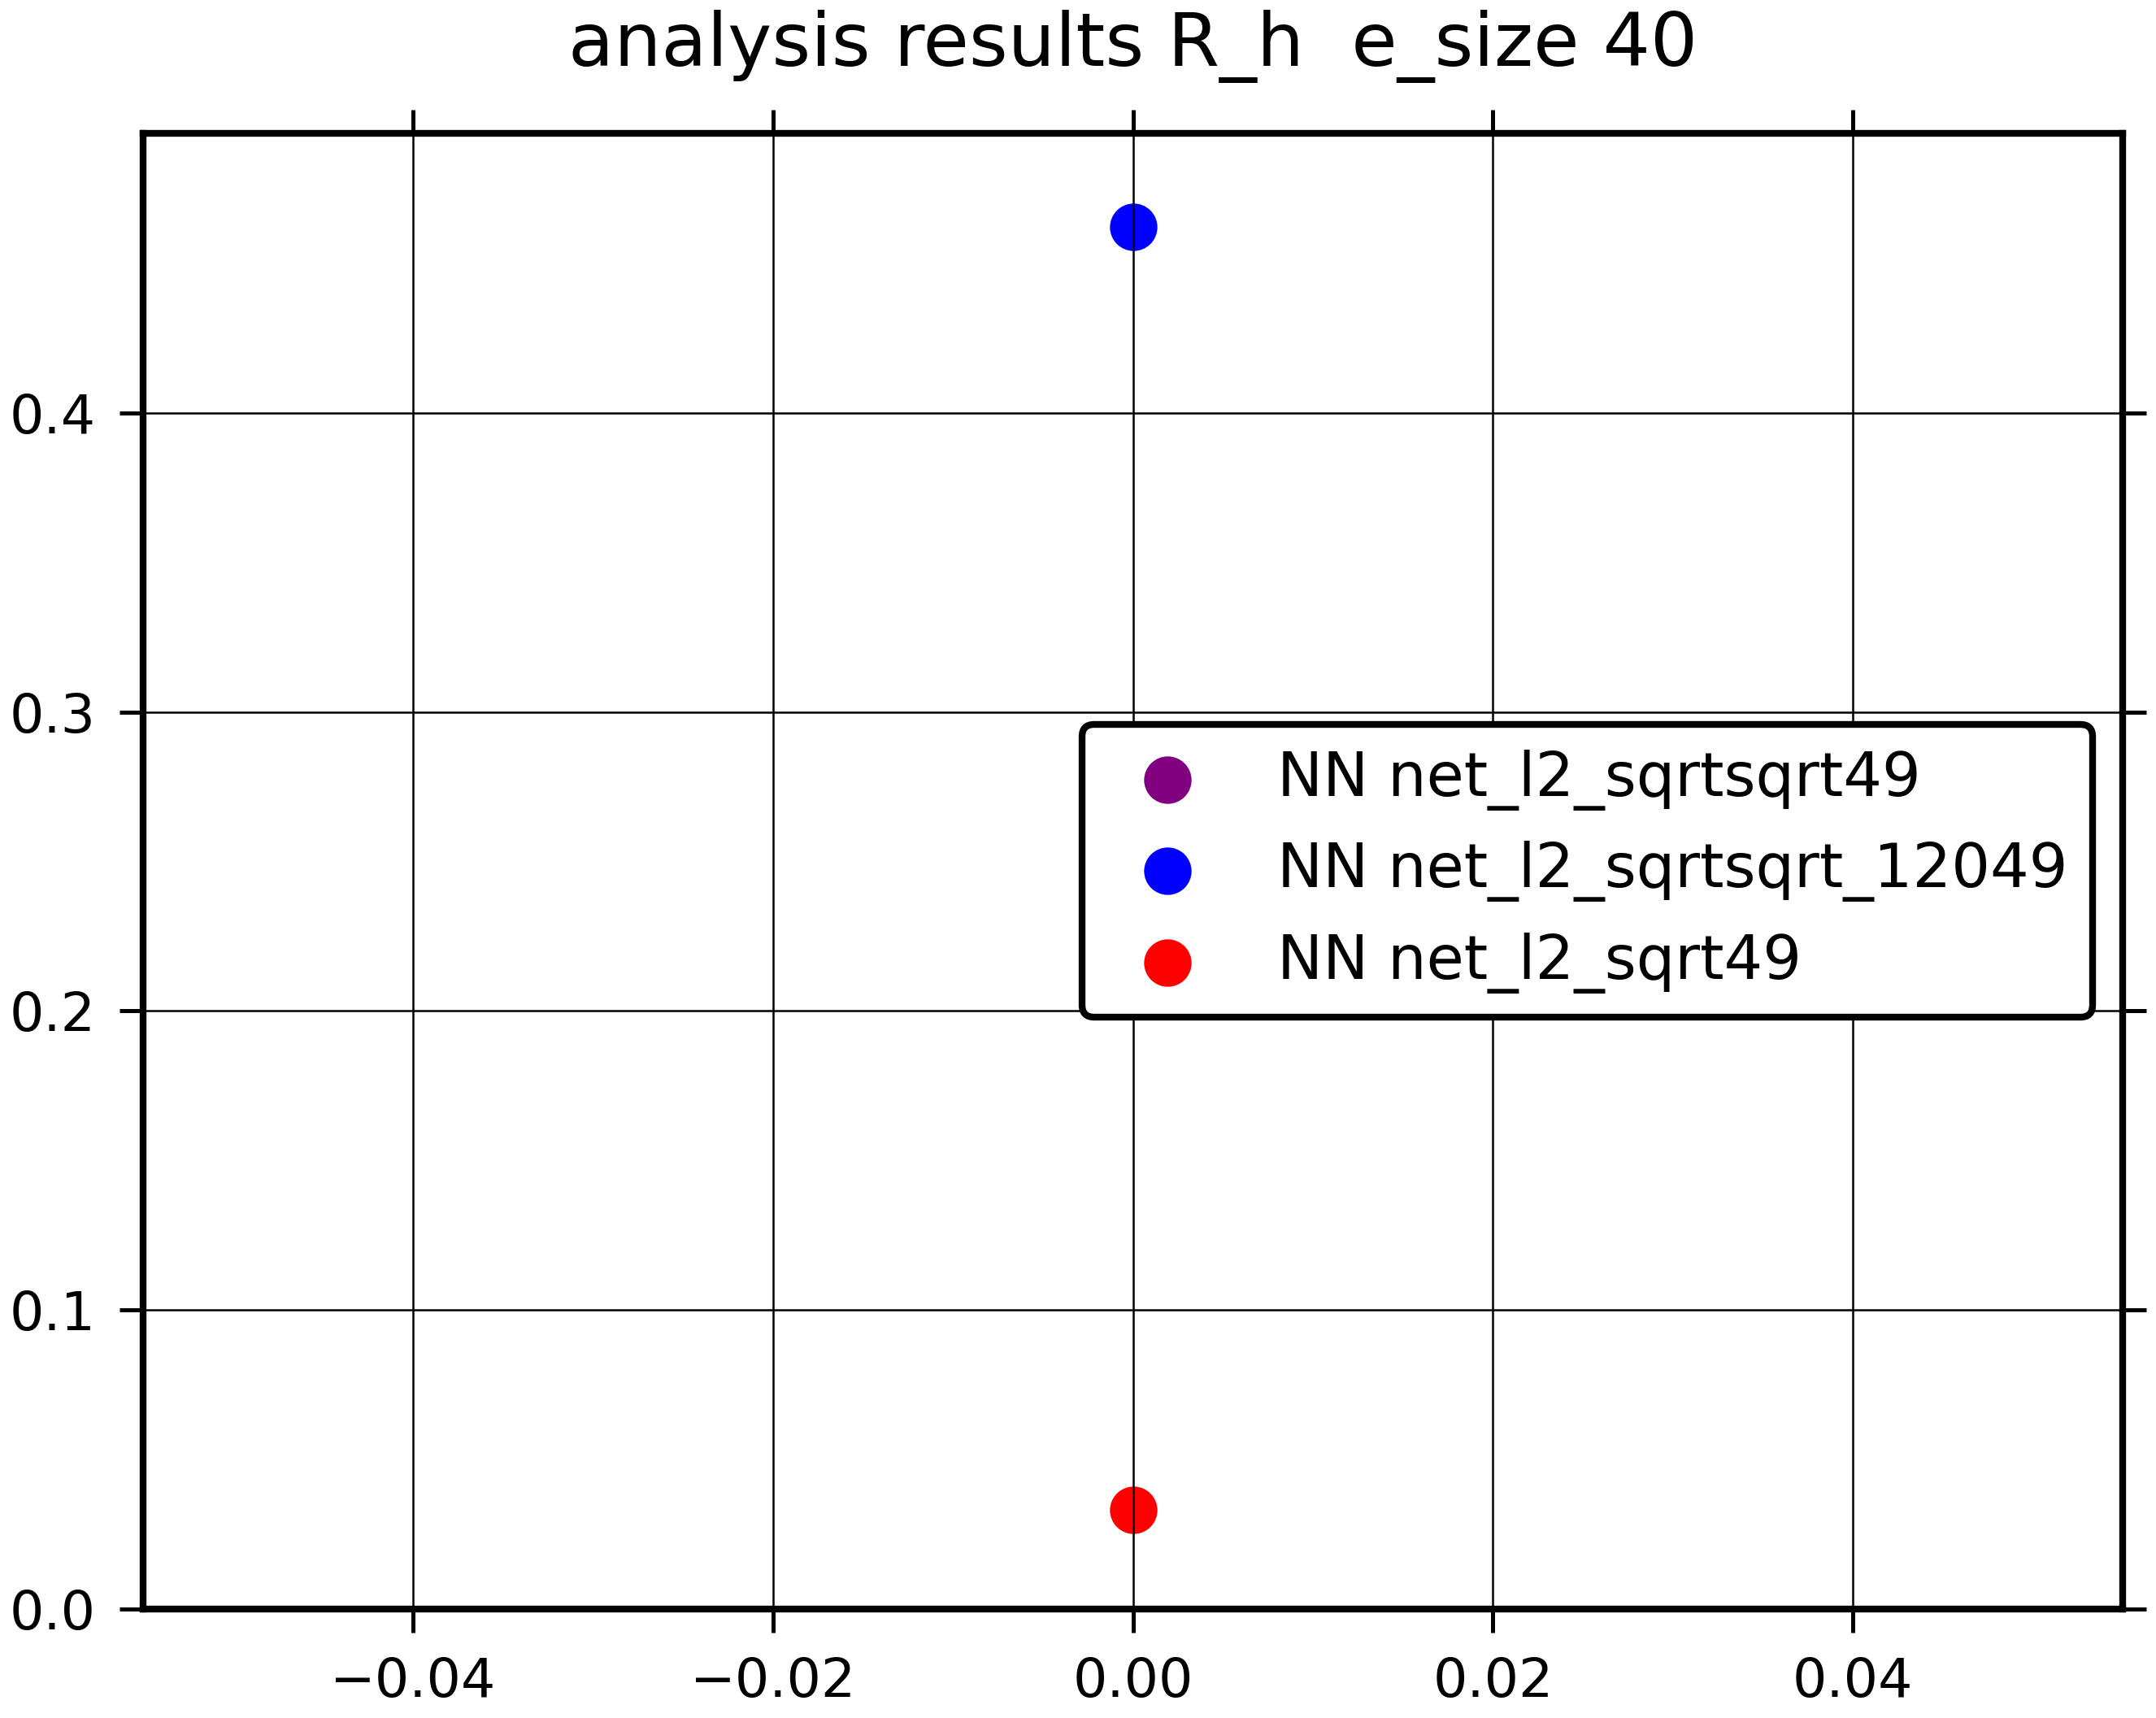 analysis results R_h  e_size 40
0.4
0.3
0.2
0.1
0.0
NN net_l2_sqrtsqrt49
NN net_l2_sqrtsqrt_12049
NN net_l2_sqrt49
−0.04 −0.02 0.00 0.02 0.04